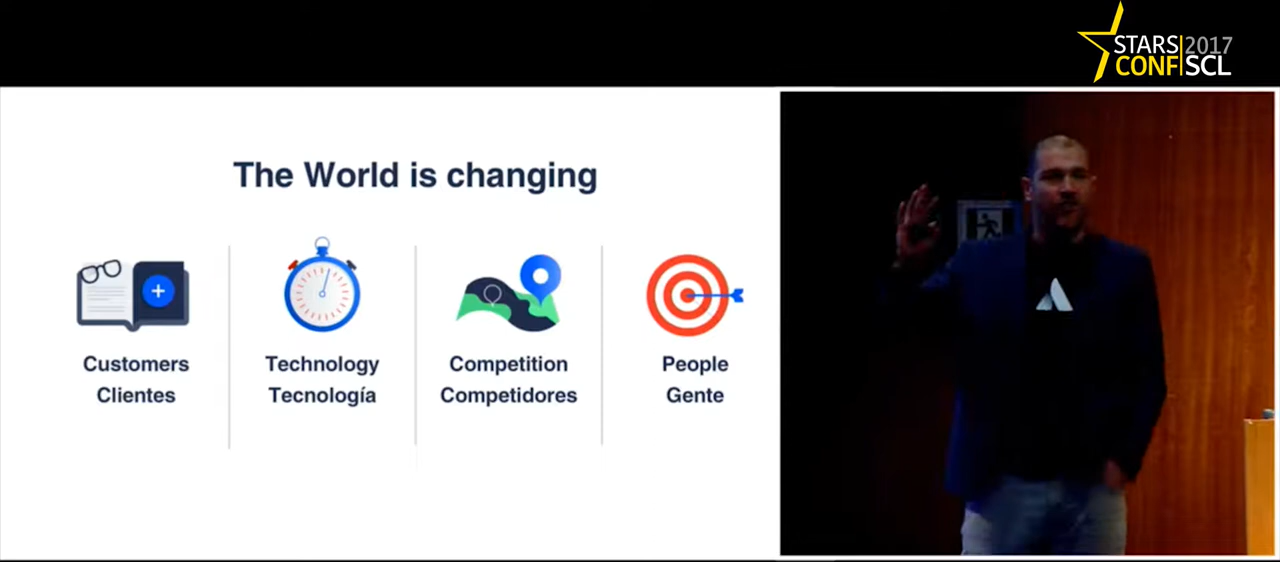 STARS 2017
CONF SCL
The World is changing
Customers
Clientes
Technology
Tecnología
Competition
Competidores
People
Gente